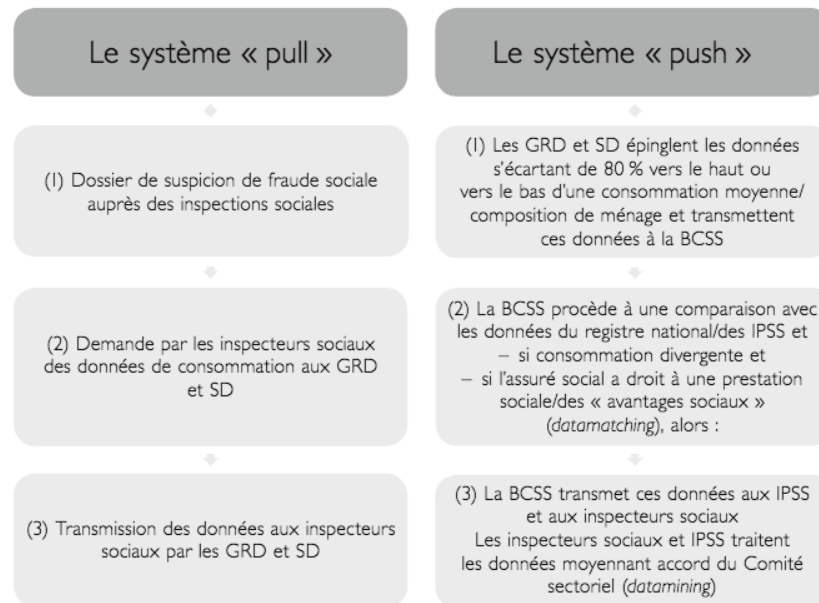 Le système « pull »
(1) Dossier de suspicion de fraude sociale
auprès des inspections sociales
(2) Demande par les inspecteurs sociaux
des données de consommation aux GRD
et SD
(3) Transmission des données aux inspecteurs
sociaux par les GRD et SD
Le système « push »
(1) Les GRD et SD épinglent les données
s'écartant de 80 % vers le haut ou
vers le bas d'une consommation moyenne/
composition de ménage et transmettent
ces données à la BCSS
(2) La BCSS procède à une comparaison avec
les données du registre national/des IPSS et
– si consommation divergente et
– si l'assuré social a droit à une prestation
sociale/des « avantages sociaux »
(datamatching), alors :
(3) La BCSS transmet ces données aux IPSS
et aux inspecteurs sociaux
Les inspecteurs sociaux et IPSS traitent
les données moyennant accord du Comité
sectoriel (datamining)